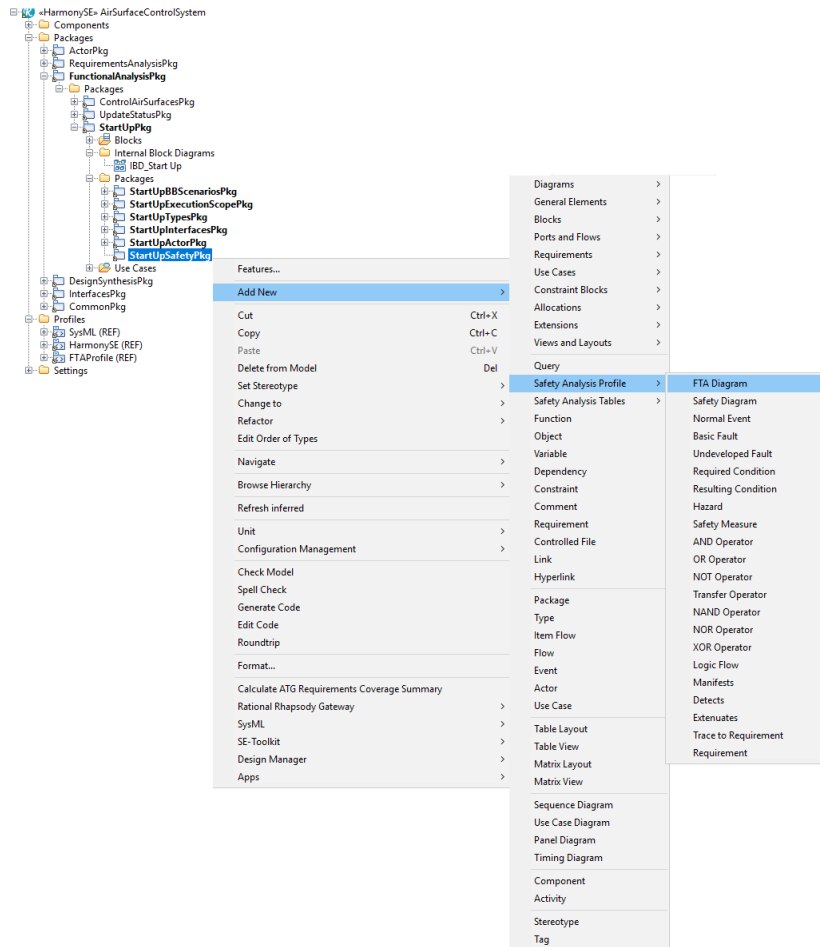 «HarmonySE» AirSurfaceControlSystem
Components
Packages
ActorPkg
RequirementsAnalysisPkg
FunctionalAnalysisPkg
Packages
ControlAirSurfacesPkg
UpdateStatusPkg
StartUpPkg
Blocks
Internal Block Diagrams
IBD_Start Up
Packages
StartUpBBScenariosPkg
StartUpExecutionScopePkg
StartUpTypesPkg
StartUpInterfacesPkg
StartUpActorPkg
StartUpSafetyPkg
Use Cases
DesignSynthesisPkg
InterfacesPkg
CommonPkg
Profiles
SysML (REF)
HarmonySE (REF)
FTAProfile (REF)
Settings
Features...
Add New
Cut Ctrl+X
Copy Ctrl+C
Paste Ctrl+V
Delete from Model Del
Set Stereotype
Change to
Refactor
Edit Order of Types
Navigate
Browse Hierarchy
Refresh inferred
Unit
Configuration Management
Check Model
Spell Check
Generate Code
Edit Code
Roundtrip
Format...
Calculate ATG Requirements Coverage Summary
Rational Rhapsody Gateway
SysML
SE-Toolkit
Design Manager
Apps
Diagrams
General Elements
Blocks
Ports and Flows
Requirements
Use Cases
Constraint Blocks
Allocations
Extensions
Views and Layouts
Query
Safety Analysis Profile
Safety Analysis Tables
Function
Object
Variable
Dependency
Constraint
Comment
Requirement
Controlled File
Link
Hyperlink
Package
Type
Item Flow
Flow
Event
Actor
Use Case
Table Layout
Table View
Matrix Layout
Matrix View
Sequence Diagram
Use Case Diagram
Panel Diagram
Timing Diagram
Component
Activity
Stereotype
Tag
FTA Diagram
Safety Diagram
Normal Event
Basic Fault
Undeveloped Fault
Required Condition
Resulting Condition
Hazard
Safety Measure
AND Operator
OR Operator
NOT Operator
Transfer Operator
NAND Operator
NOR Operator
XOR Operator
Logic Flow
Manifests
Detects
Extenuates
Trace to Requirement
Requirement